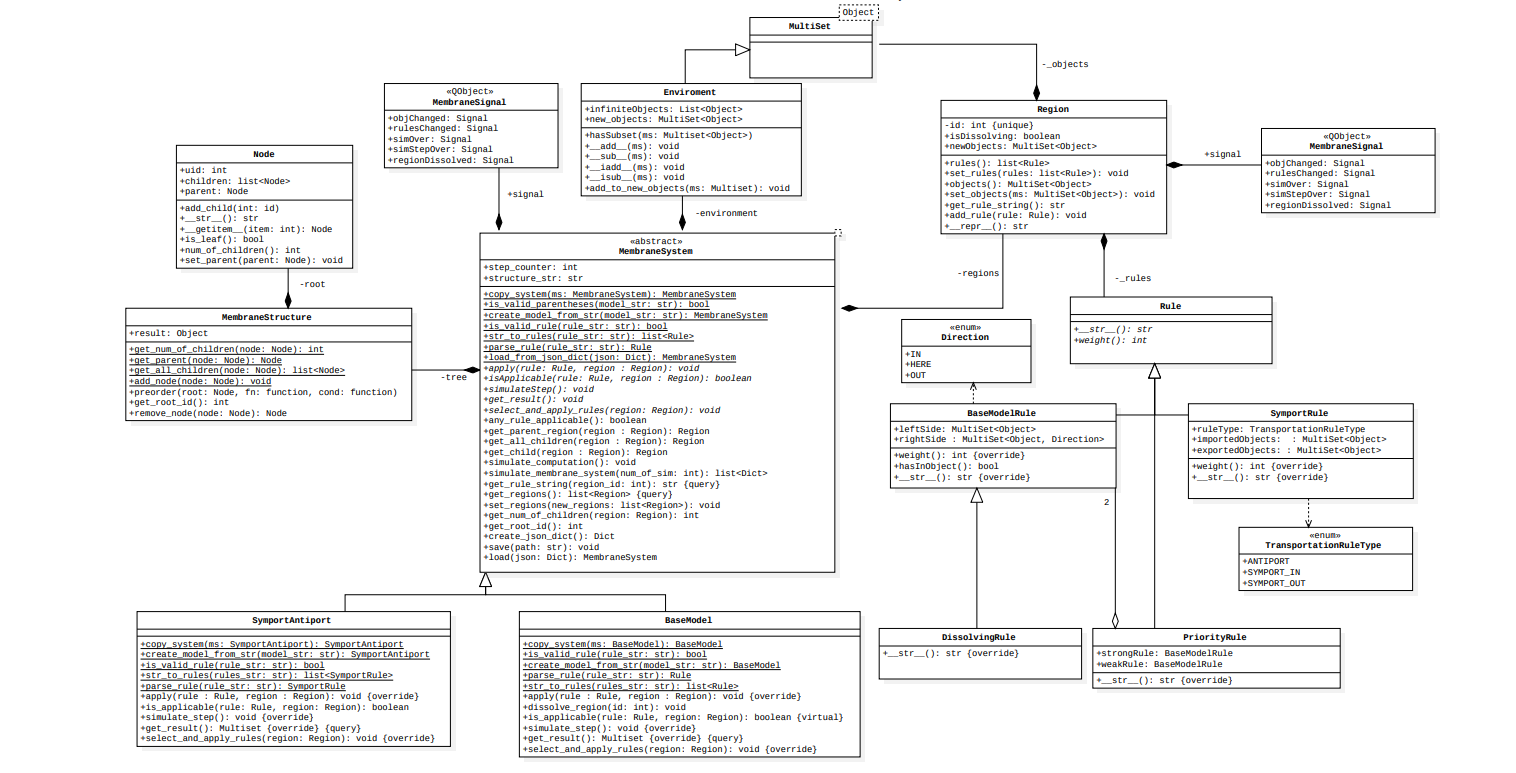 Object
MultiSet
-_objects
«QObject»
MembraneSignal
+objChanged: Signal
+rulesChanged: Signal
+simOver: Signal
+simStepOver: Signal
+regionDissolved: Signal
Enviroment
+infiniteObjects: List<Object>
+new_objects: MultiSet<Object>
+hasSubset(ms: Multiset<Object>)
+__add__(ms): void
+__sub__(ms): void
+__iadd__(ms): void
+__isub__(ms): void
+add_to_new_objects(ms: Multiset): void
Region
-id: int {unique}
+isDissolving: boolean
+newObjects: MultiSet<Object>
+rules(): list<Rule>
+set_rules(rules: list<Rule>): void
+objects(): MultiSet<Object>
+set_objects(ms: MultiSet<Object>): void
+get_rule_string(): str
+add_rule(rule: Rule): void
+__repr__(): str
+signal
«QObject»
MembraneSignal
+objChanged: Signal
+rulesChanged: Signal
+simOver: Signal
+simStepOver: Signal
+regionDissolved: Signal
Node
+uid: int
+children: list<Node>
+parent: Node
+add_child(int: id)
+__str__(): str
+__getitem__(item: int): Node
+is_leaf(): bool
+num_of_children(): int
+set_parent(parent: Node): void
+signal
-environment
-root
MembraneStructure
+result: Object
+get_num_of_children(node: Node): int
+get_parent(node: Node): Node
+get_all_children(node: Node): list<Node>
+add_node(node: Node): void
+preorder(root: Node, fn: function, cond: function)
+get_root_id(): int
+remove_node(node: Node): Node
-tree
«abstract»
MembraneSystem
+step_counter: int
+structure_str: str
+copy_system(ms: MembraneSystem): MembraneSystem
+is_valid_parentheses(model_str: str): bool
+create_model_from_str(model_str: str): MembraneSystem
+is_valid_rule(rule_str: str): bool
+str_to_rules(rule_str: str): list<Rule>
+parse_rule(rule_str: str): Rule
+load_from_json_dict(json: Dict): MembraneSystem
+apply(rule: Rule, region : Region): void
+isApplicable(rule: Rule, region : Region): boolean
+simulateStep(): void
+get_result(): void
+select_and_apply_rules(region: Region): void
+any_rule_applicable(): boolean
+get_parent_region(region : Region): Region
+get_all_children(region : Region): Region
+get_child(region : Region): Region
+simulate_computation(): void
+simulate_membrane_system(num_of_sim: int): list<Dict>
+get_rule_string(region_id: int): str {query}
+get_regions(): list<Region> {query}
+set_regions(new_regions: list<Region>): void
+get_num_of_children(region: Region): int
+get_root_id(): int
+create_json_dict(): Dict
+save(path: str): void
+load(json: Dict): MembraneSystem
-regions
-_rules
Rule
+__str__(): str
+weight(): int
«enum»
Direction
+IN
+HERE
+OUT
BaseModelRule
+leftSide: MultiSet<Object>
+rightSide : MultiSet<Object, Direction>
+weight(): int {override}
+hasInObject(): bool
+__str__(): str {override}
SymportRule
+ruleType: TransportationRuleType
+importedObjects:  : MultiSet<Object>
+exportedObjects: : MultiSet<Object>
+weight(): int {override}
+__str__(): str {override}
2
«enum»
TransportationRuleType
+ANTIPORT
+SYMPORT_IN
+SYMPORT_OUT
SymportAntiport
+copy_system(ms: SymportAntiport): SymportAntiport
+create_model_from_str(model_str: str): SymportAntiport
+is_valid_rule(rule_str: str): bool
+str_to_rules(rules_str: str): list<SymportRule>
+parse_rule(rule_str: str): SymportRule
+apply(rule : Rule, region : Region): void {override}
+is_applicable(rule: Rule, region: Region): boolean
+simulate_step(): void {override}
+get_result(): Multiset {override} {query}
+select_and_apply_rules(region: Region): void {override}
BaseModel
+copy_system(ms: BaseModel): BaseModel
+is_valid_rule(rule_str: str): bool
+create_model_from_str(model_str: str): BaseModel
+parse_rule(rule_str: str): Rule
+str_to_rules(rules_str: str): list<Rule>
+apply(rule : Rule, region : Region): void {override}
+dissolve_region(id: int): void
+is_applicable(rule: Rule, region: Region): boolean {virtual}
+simulate_step(): void {override}
+get_result(): Multiset {override} {query}
+select_and_apply_rules(region: Region): void {override}
DissolvingRule
+__str__(): str {override}
PriorityRule
+strongRule: BaseModelRule
+weakRule: BaseModelRule
+__str__(): str {override}